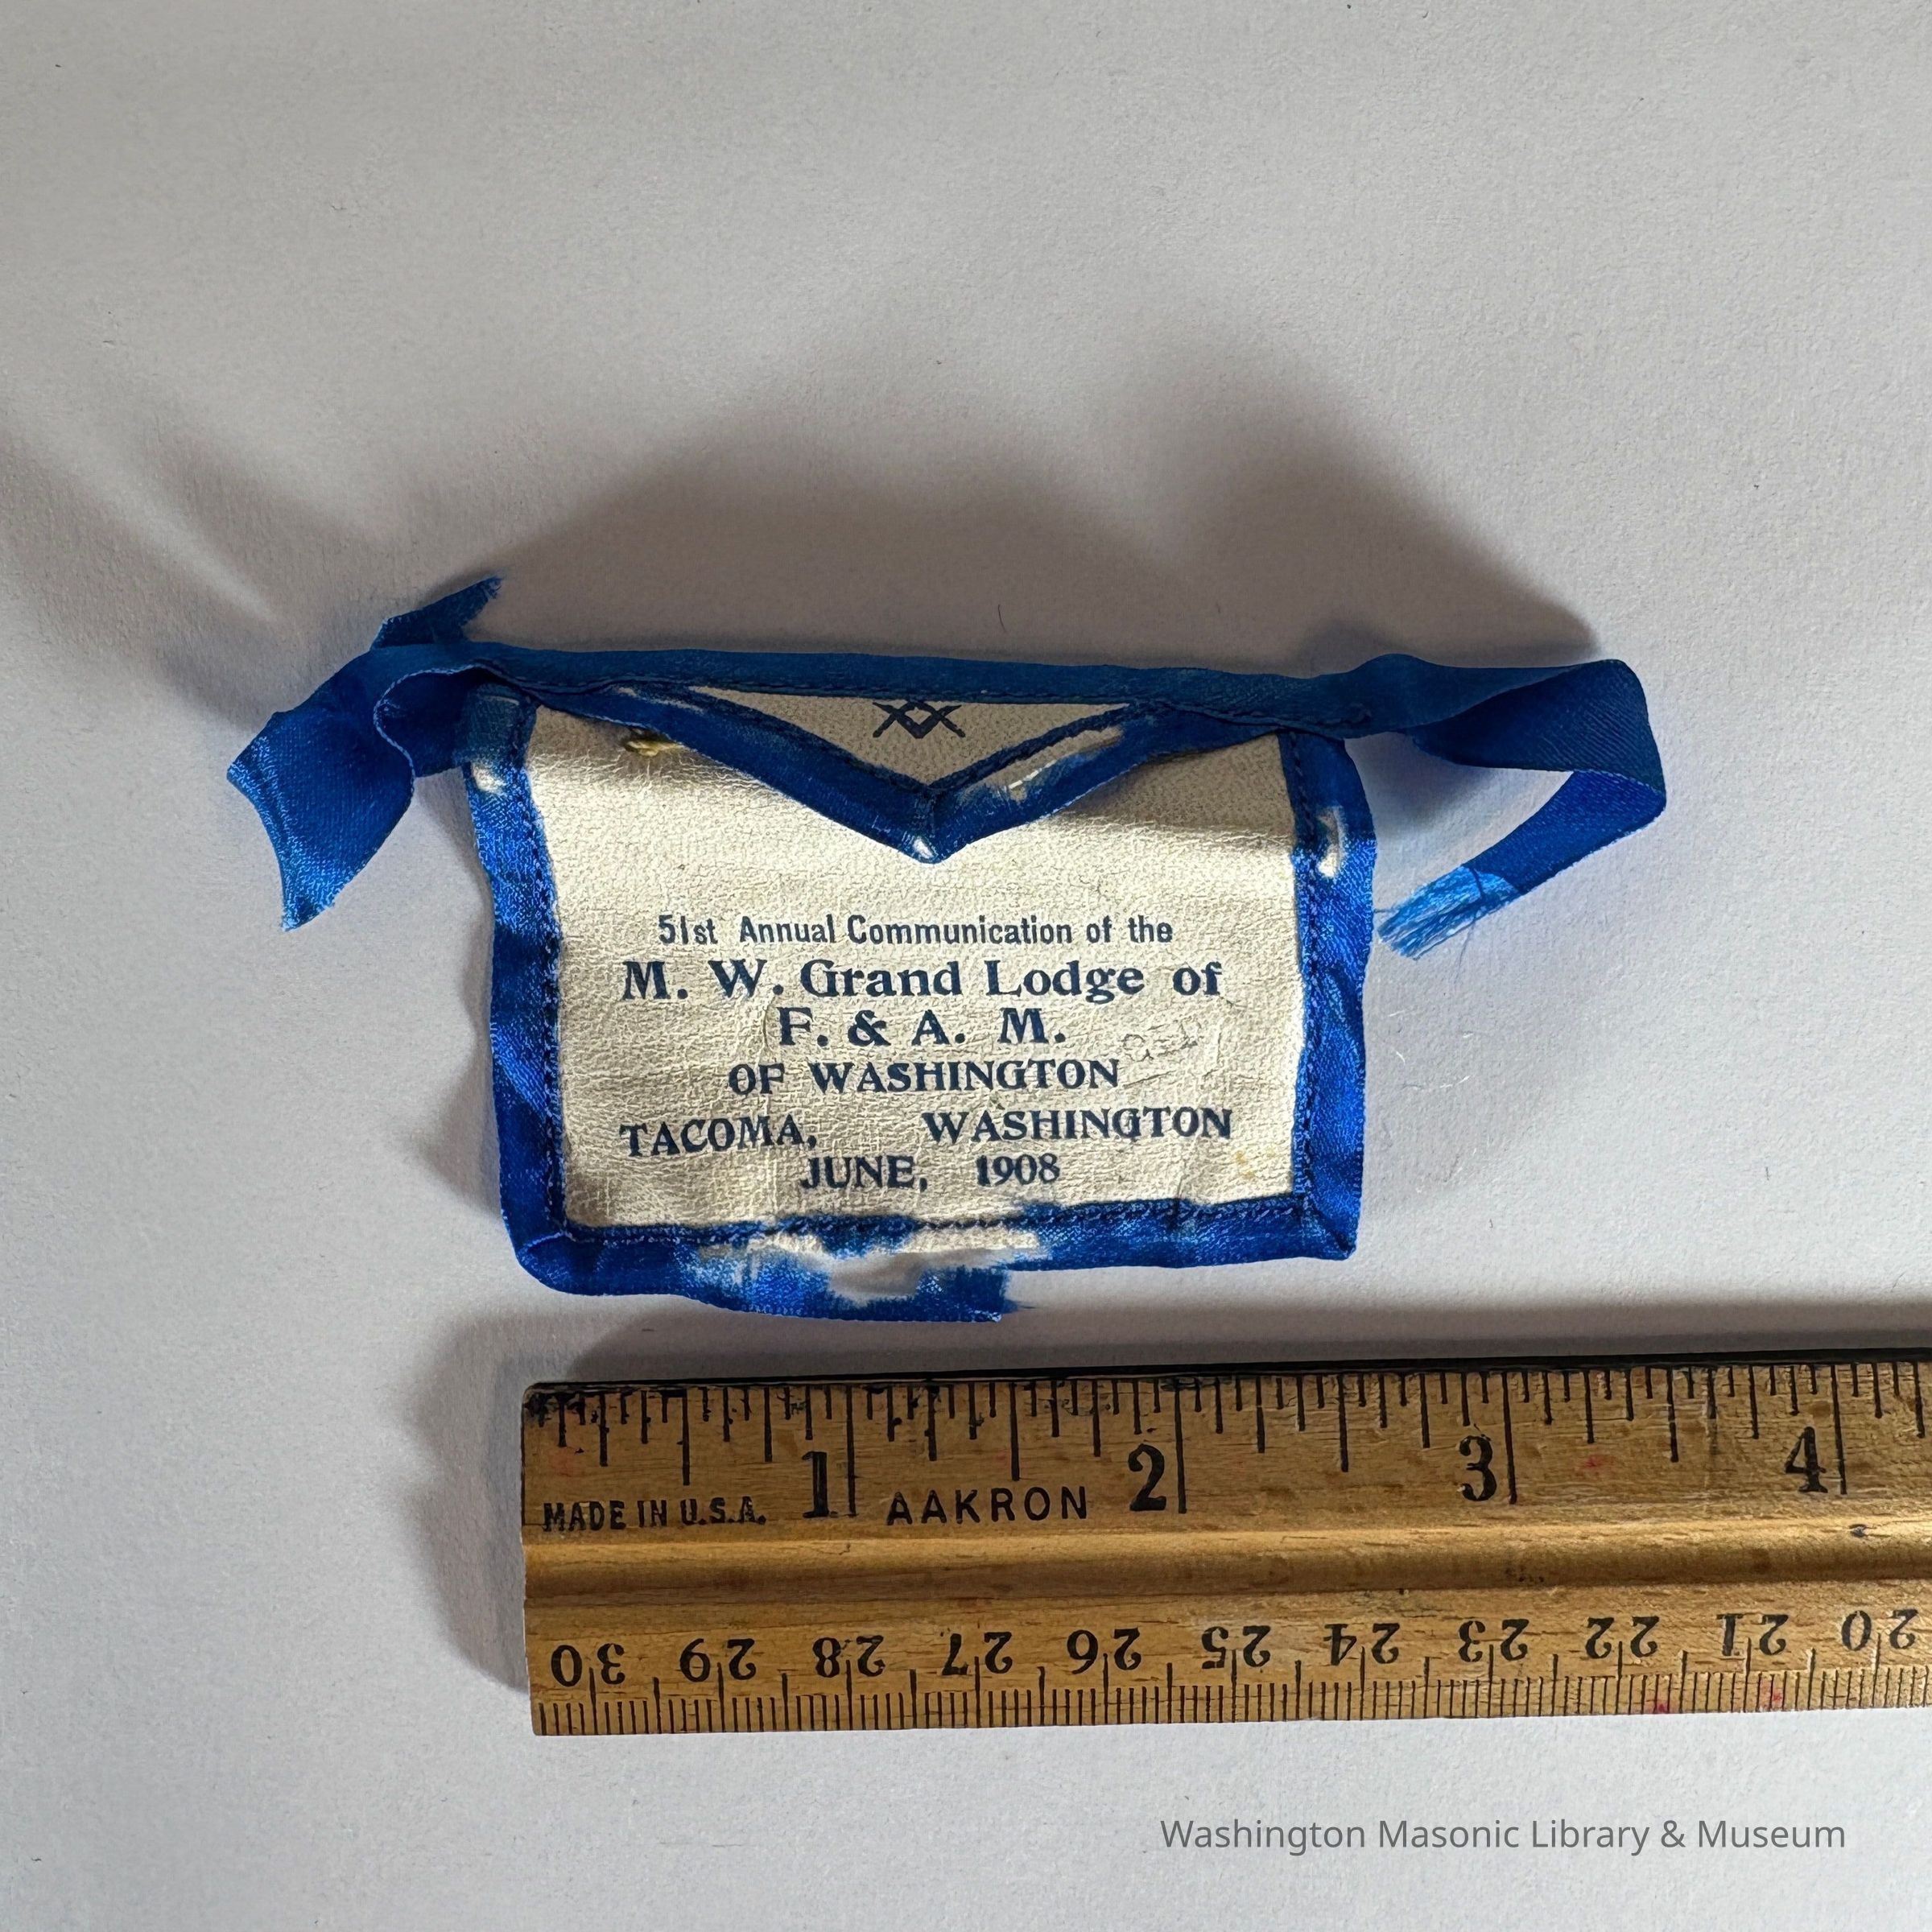 51st Annual Communication of the
M. W. Grand Lodge of
F. & A. M.
OF WASHINGTON
TACOMA, WASHINGTON
JUNE, 1908
1 2 3 4
MADE IN U.S.A. AAKRON
30 29 28 27 26 25 24 23 22 21 20
Washington Masonic Library & Museum